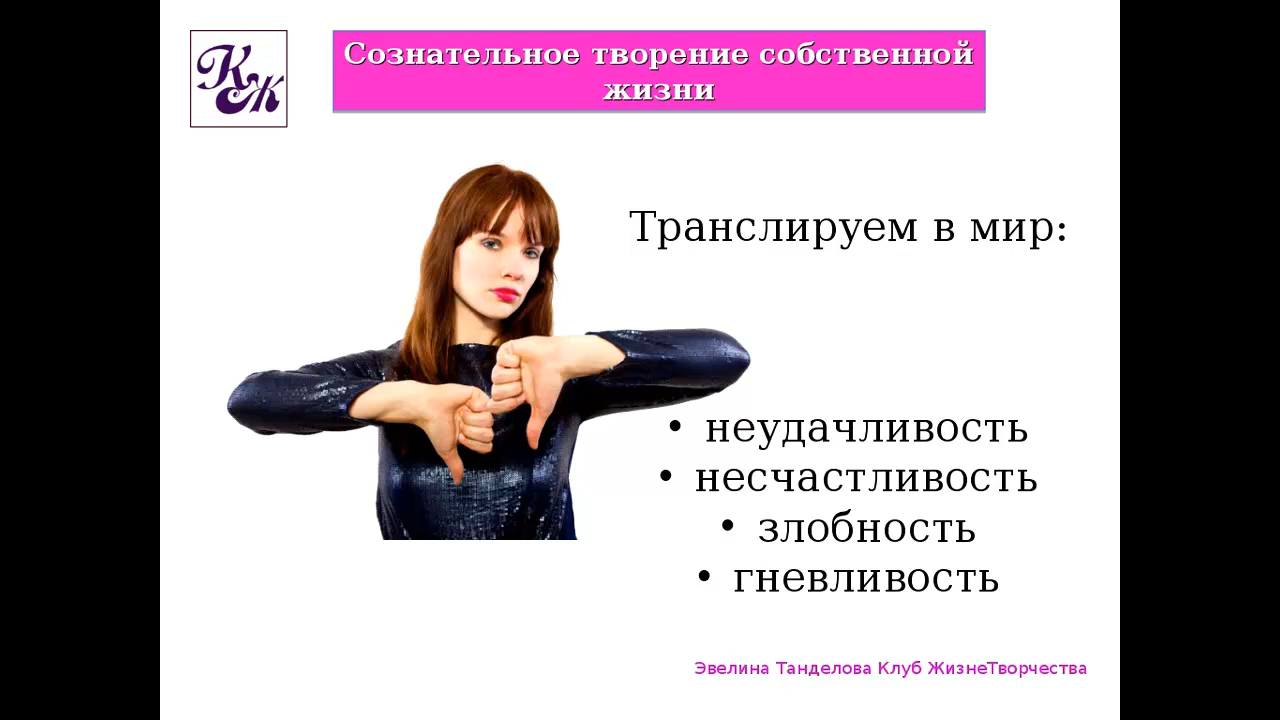 КЖ
Сознательное творение собственной
жизни
Транслируем в мир:
• неудачливость
• несчастливость
• злобность
• гневливость
Эвелина Танделова Клуб ЖизнеТворчества